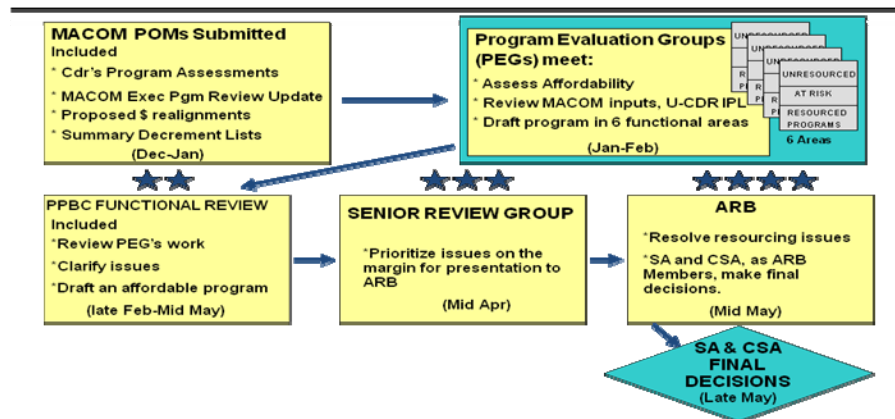 MACOM POMs Submitted
Included
* Cdr's Program Assessments
* MACOM Exec Pgm Review Update
* Proposed $ realignments
* Summary Decrement Lists
(Dec-Jan)
Program Evaluation Groups
(PEGs) meet:
* Assess Affordability
* Review MACOM inputs, U-CDR IPL
* Draft program in 6 functional areas
(Jan-Feb)
UNRESOURCED
UNRESOURCED
UNRESOURCED
UNRESOURCED
AT RISK
RESOURCED
PROGRAMS
6 Areas
PPBC FUNCTIONAL REVIEW
Included
*Review PEG's work
*Clarify issues
*Draft an affordable program
(late Feb-Mid May)
SENIOR REVIEW GROUP
*Prioritize issues on the
margin for presentation to
ARB
(Mid Apr)
ARB
*Resolve resourcing issues
*SA and CSA, as ARB
Members, make final
decisions.
(Mid May)
SA & CSA
FINAL
DECISIONS
(Late May)